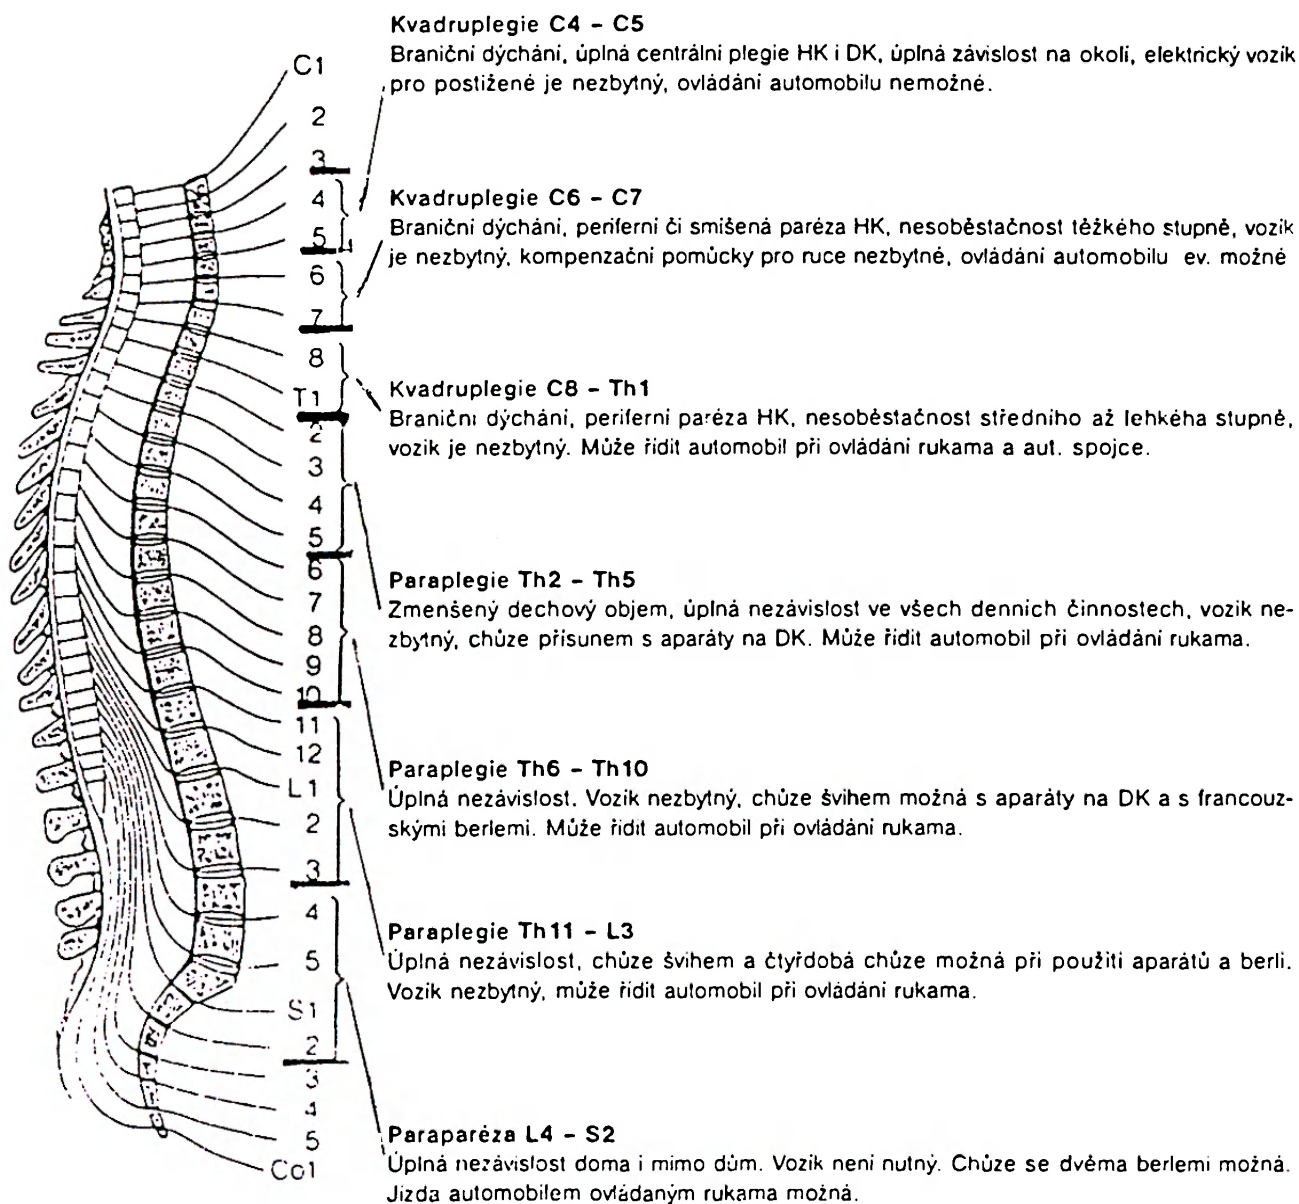 C1
2
3
4
5
6
7
8
T1
2
3
4
5
6
7
8
9
10
11
12
L1
2
3
4
5
S1
2
3
4
5
Co1
Kvadruplegie C4 – C5
Braniční dýchání, úplná centrální plegie HK i DK, úplná závislost na okolí, elektrický vozík
pro postižené je nezbytný, ovládání automobilu nemožné.
Kvadruplegie C6 – C7
Braniční dýchání, periferní či smíšená paréza HK, nesoběstačnost těžkého stupně, vozík
je nezbytný, kompenzační pomůcky pro ruce nezbytné, ovládání automobilu ev. možné
Kvadruplegie C8 – Th1
Braniční dýchání, periferní paréza HK, nesoběstačnost středního až lehkého stupně,
vozík je nezbytný. Může řídit automobil při ovládání rukama a aut. spojce.
Paraplegie Th2 – Th5
Zmenšený dechový objem, úplná nezávislost ve všech denních činnostech, vozík ne-
zbytný, chůze přísunem s aparáty na DK. Může řídit automobil při ovládání rukama.
Paraplegie Th6 – Th10
Úplná nezávislost. Vozík nezbytný, chůze švihem možná s aparáty na DK a s francouz-
skými berlemi. Může řídit automobil při ovládání rukama.
Paraplegie Th11 – L3
Úplná nezávislost, chůze švihem a čtyřdobá chůze možná při použití aparátů a berlí.
Vozík nezbytný, může řídit automobil při ovládání rukama.
Paraparéza L4 – S2
Úplná nezávislost doma i mimo dům. Vozík není nutný. Chůze se dvěma berlemi možná.
Jízda automobilem ovládaným rukama možná.